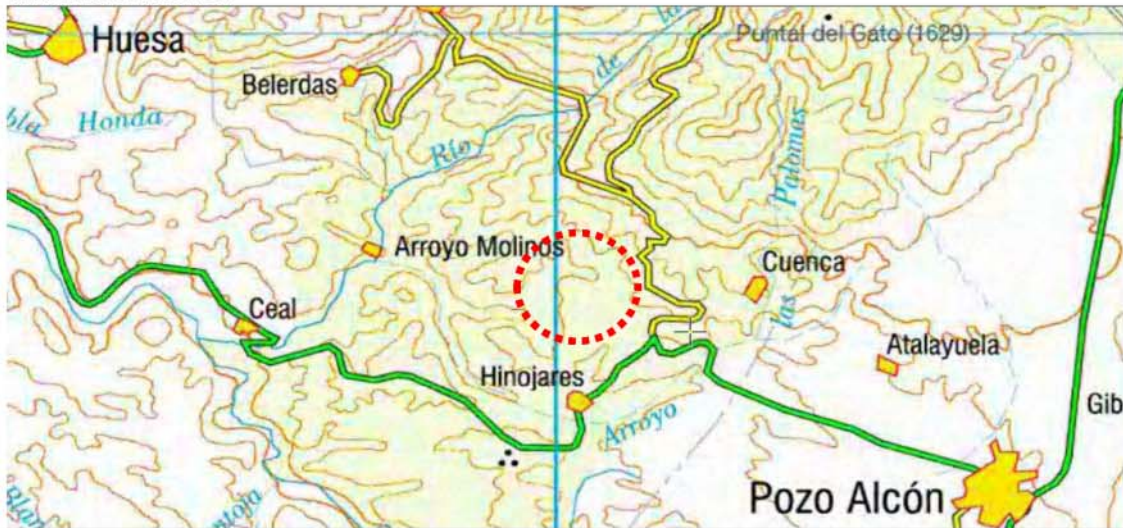 Huesa
Puntal del Gato (1629)
de
Belerdas
Honda
Río
Palomas
Arroyo Molinos
Cuenca
las
Ceal
Atalayuela
Hinojares
Gib
Arroyo
Pozo Alcón